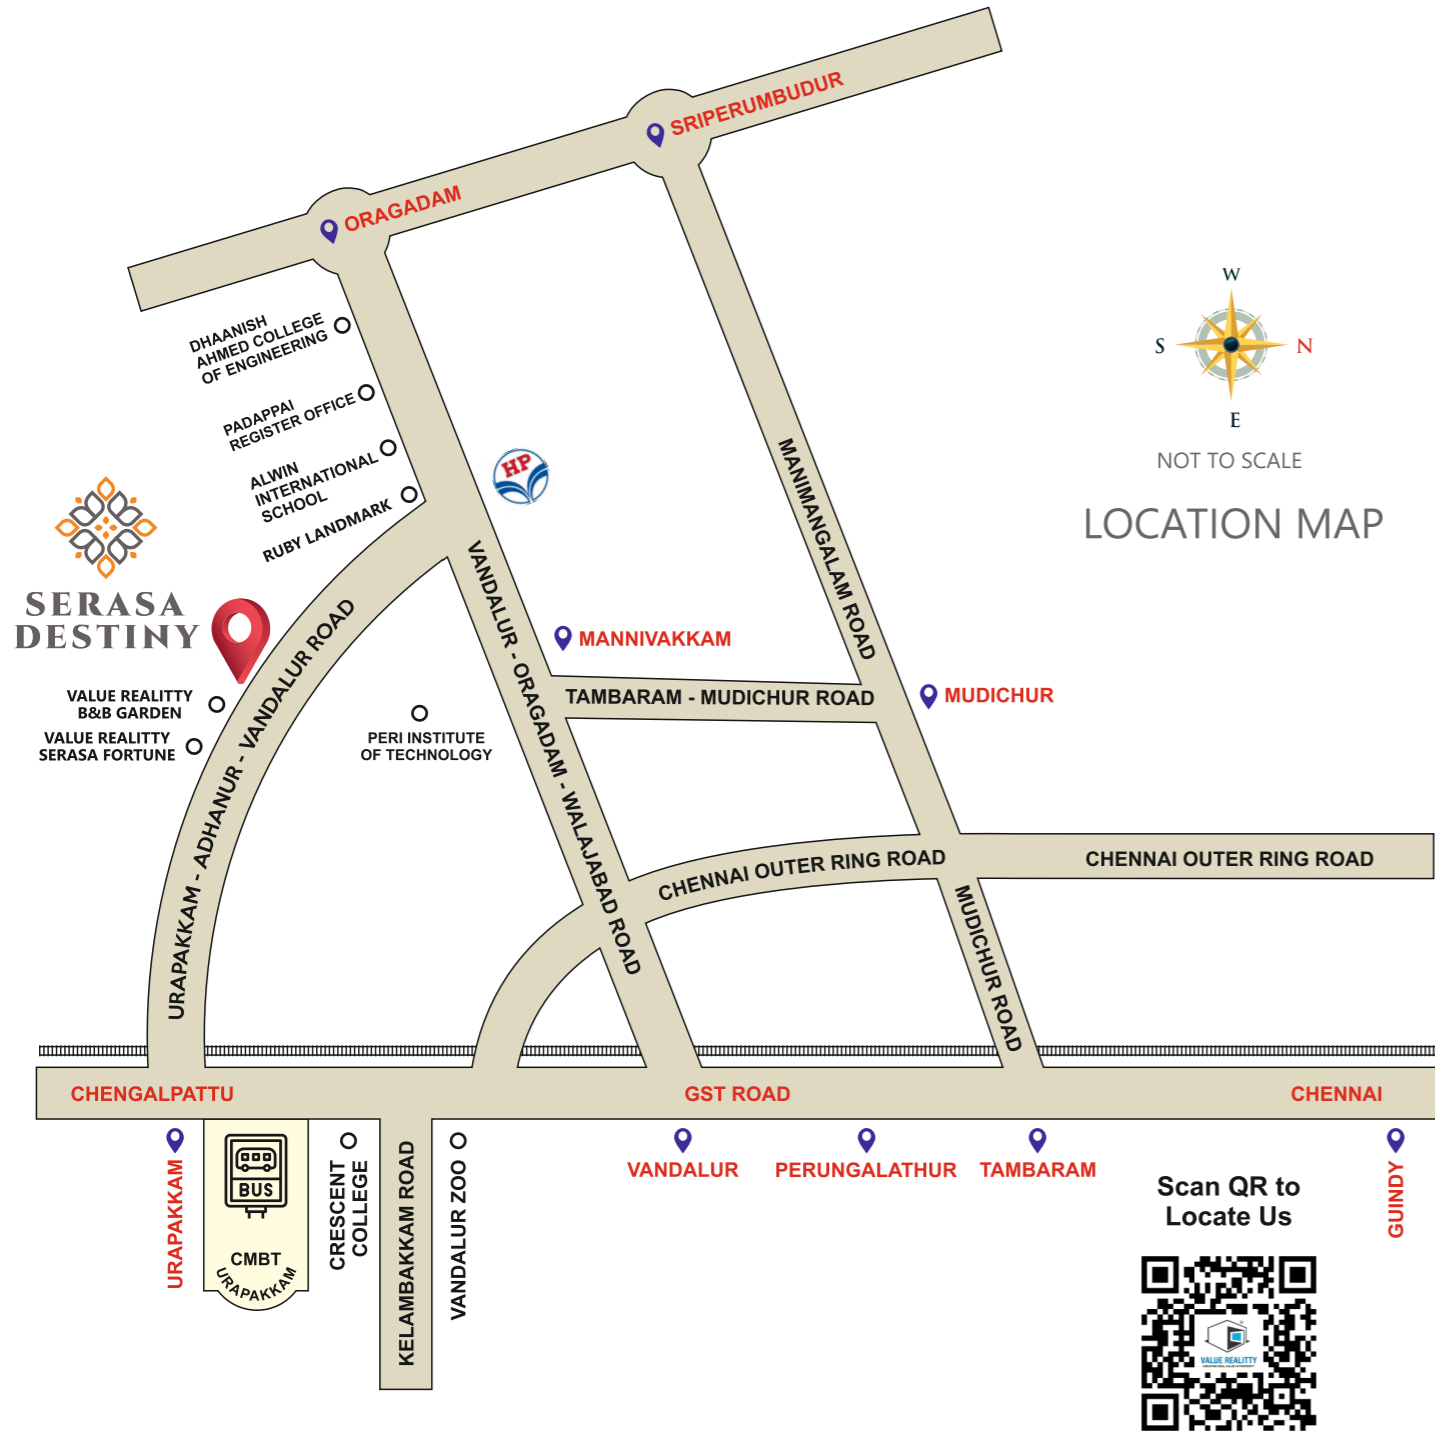 SRIPERUMBUDUR
ORAGADAM
DHAANISH
AHMED COLLEGE
OF ENGINEERING
PADAPPAI
REGISTER OFFICE
ALWIN
INTERNATIONAL
SCHOOL
RUBY LANDMARK
HP
W
S
N
E
NOT TO SCALE
LOCATION MAP
SERASA
DESTINY
VALUE REALITTY
B&B GARDEN
VALUE REALITTY
SERASA FORTUNE
URAPAKKAM - ADHANUR - VANDALUR ROAD
PERI INSTITUTE
OF TECHNOLOGY
VANDALUR - ORAGADAM - WALAJABAD ROAD
MANNIVAKKAM
TAMBARAM - MUDICHUR ROAD
MANIMANGALAM ROAD
MUDICHUR
CHENNAI OUTER RING ROAD
CHENNAI OUTER RING ROAD
MUDICHUR ROAD
CHENGALPATTU
GST ROAD
CHENNAI
URAPAKKAM
BUS
CMBT
URAPAKKAM
CRESCENT
COLLEGE
KELAMBAKKAM ROAD
VANDALUR ZOO
VANDALUR
PERUNGALATHUR
TAMBARAM
GUINDY
Scan QR to
Locate Us
VALUE REALITTY